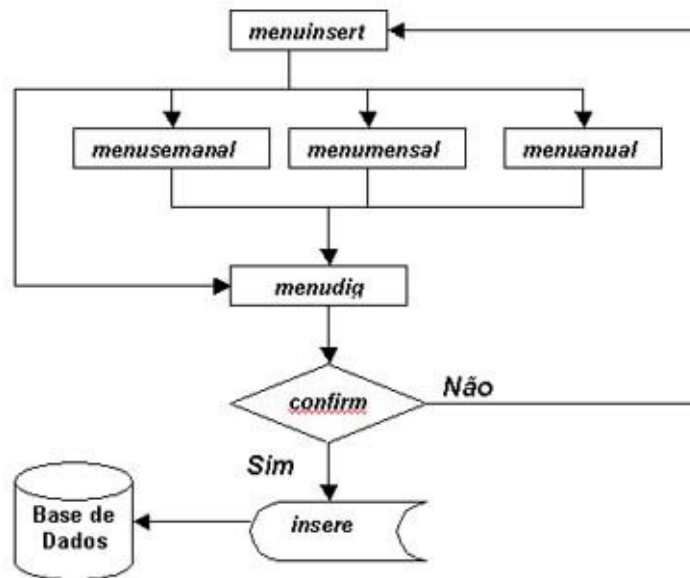 menuinsert
menusemanal
menumensal
menuanual
menudig
confirm
Não
Sim
insere
Base de
Dados